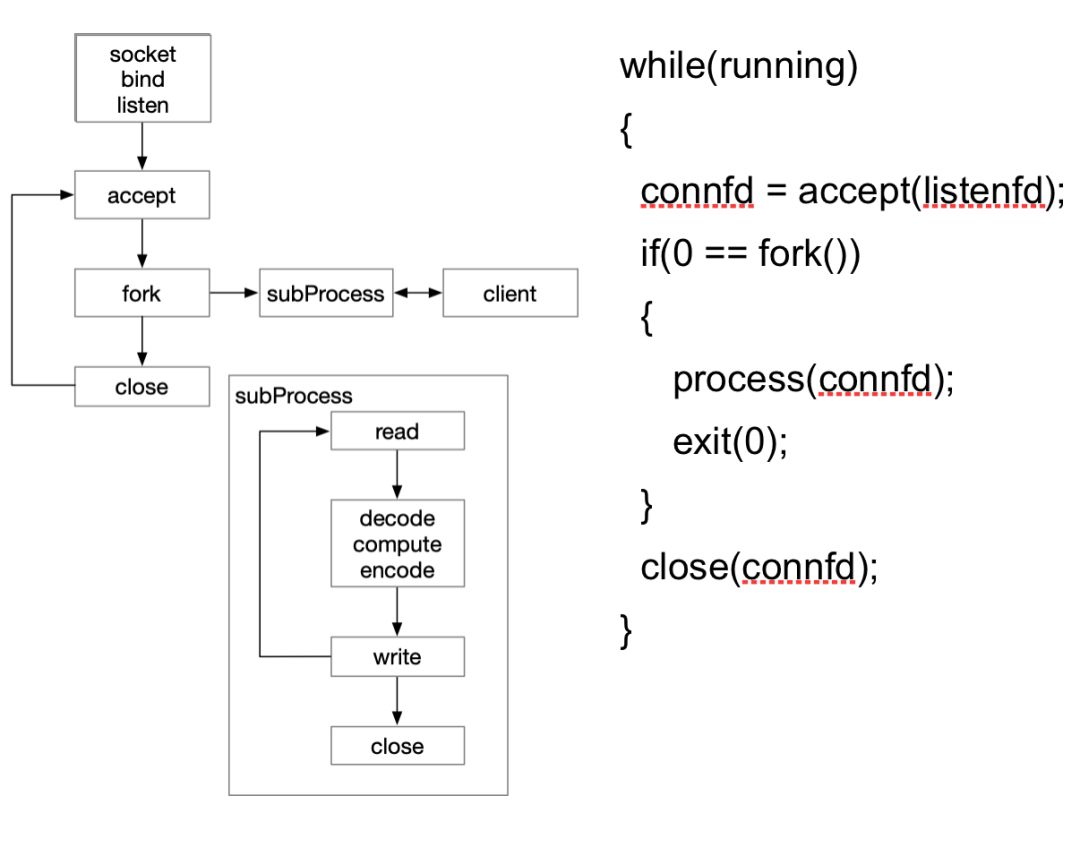 socket
bind
listen
accept
fork
subProcess
client
close
subProcess
read
decode
compute
encode
write
close
while(running)
{
connfd = accept(listenfd);
if(0 == fork())
{
process(connfd);
exit(0);
}
close(connfd);
}